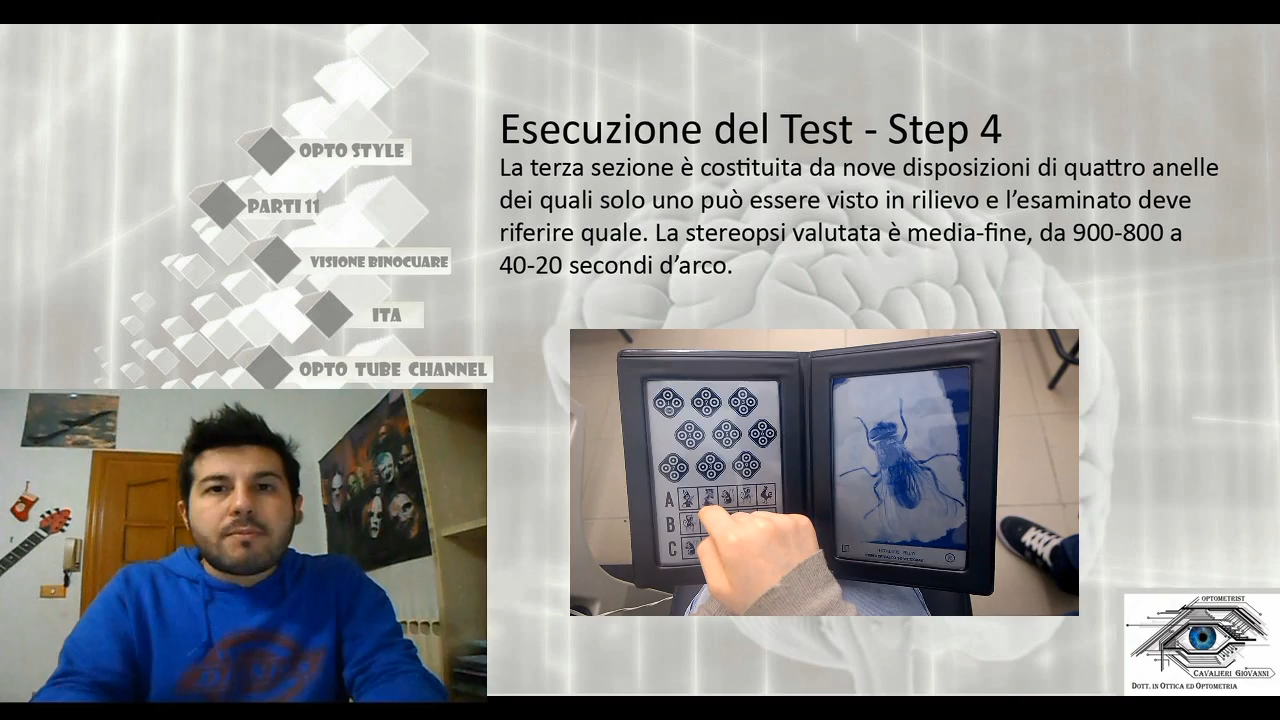 Esecuzione del Test - Step 4
La terza sezione è costituita da nove disposizioni di quattro anelle
dei quali solo uno può essere visto in rilievo e l'esaminato deve
riferire quale. La stereopsi valutata è media-fine, da 900-800 a
40-20 secondi d'arco.
OPTO STYLE
PARTI 11
VISIONE BINOCUARE
ITA
OPTO TUBE CHANNEL
A
B
C
OPTOMETRIST
CAVALIERI GIOVANNI
DOTT. IN OTTICA ED OPTOMETRIA